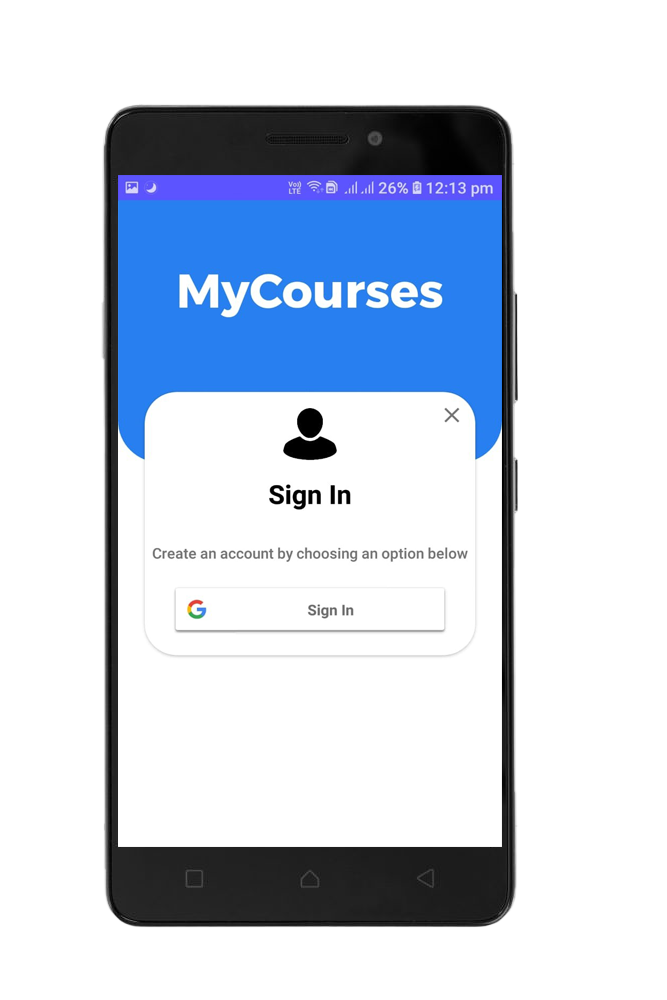 Vo) LTE 26% 12:13 pm
MyCourses
Sign In
Create an account by choosing an option below
G Sign In